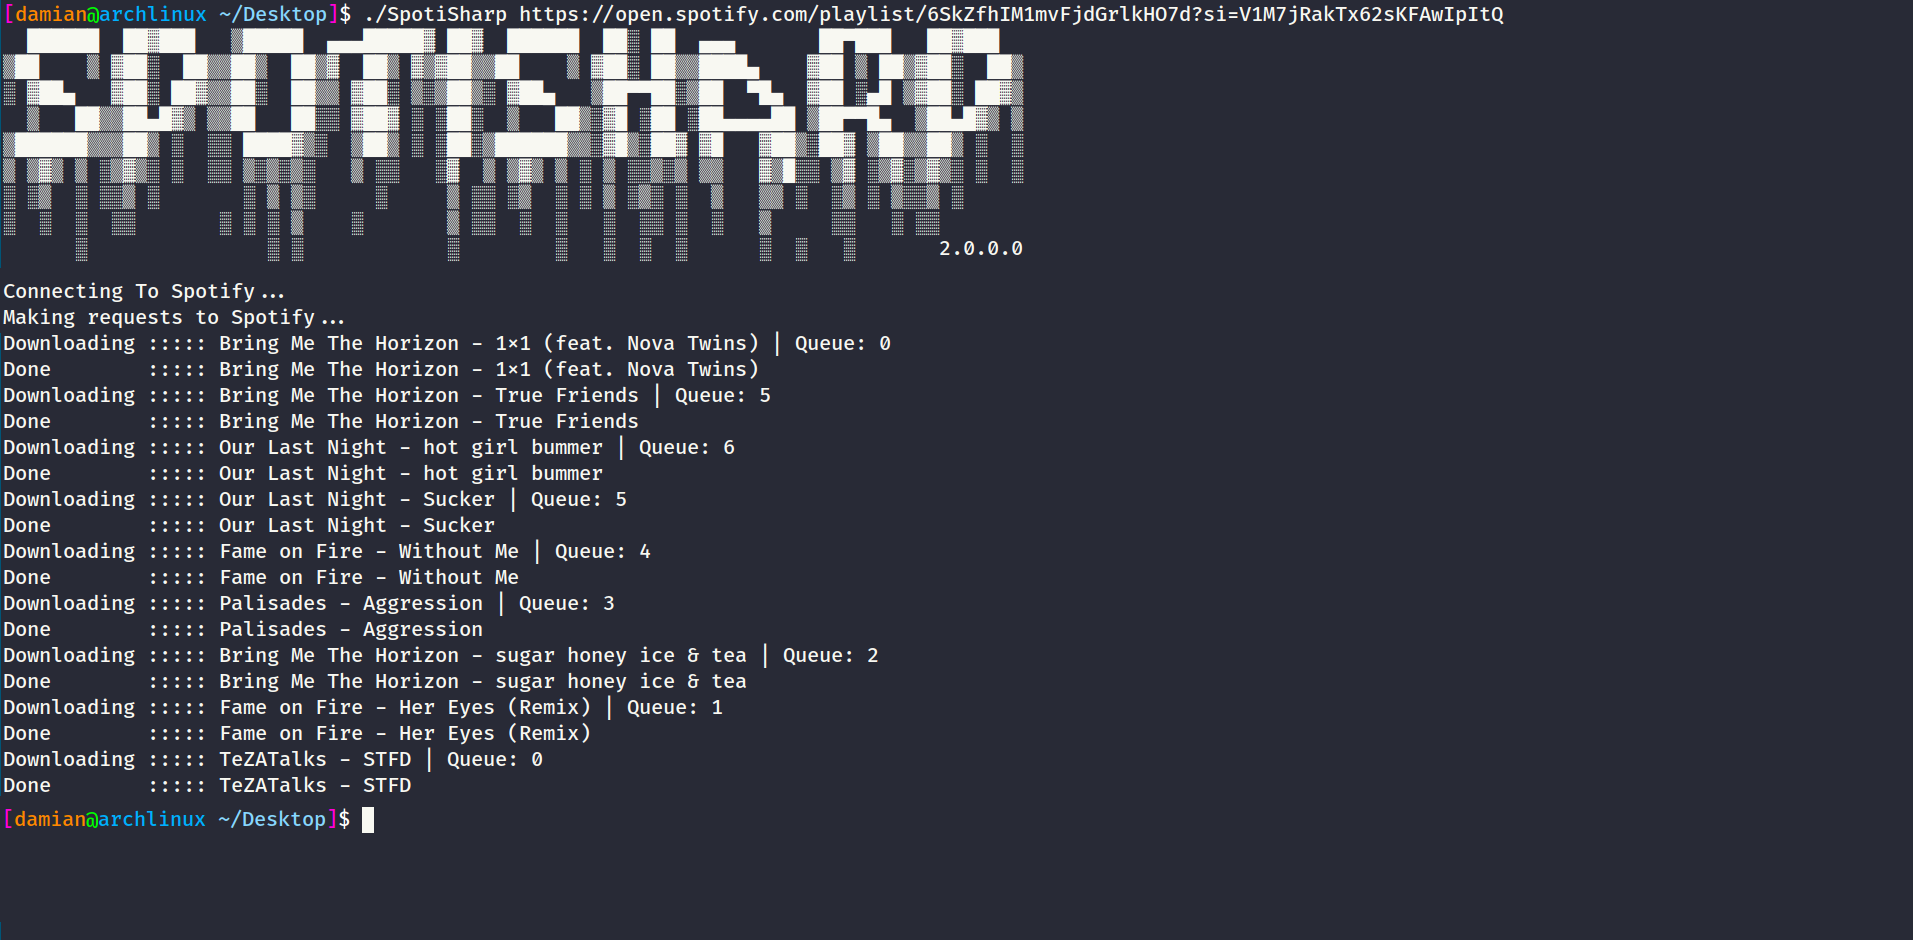 [damian@archlinux ~/Desktop]$ ./SpotiSharp https://open.spotify.com/playlist/6SkZfhIM1mvFjdGrlkHO7d?si=V1M7jRakTx62sKFAwIpItQ
SPOTISHARP
2.0.0.0
Connecting To Spotify...
Making requests to Spotify...
Downloading ::::: Bring Me The Horizon - 1×1 (feat. Nova Twins) | Queue: 0
Done        ::::: Bring Me The Horizon - 1×1 (feat. Nova Twins)
Downloading ::::: Bring Me The Horizon - True Friends | Queue: 5
Done        ::::: Bring Me The Horizon - True Friends
Downloading ::::: Our Last Night - hot girl bummer | Queue: 6
Done        ::::: Our Last Night - hot girl bummer
Downloading ::::: Our Last Night - Sucker | Queue: 5
Done        ::::: Our Last Night - Sucker
Downloading ::::: Fame on Fire - Without Me | Queue: 4
Done        ::::: Fame on Fire - Without Me
Downloading ::::: Palisades - Aggression | Queue: 3
Done        ::::: Palisades - Aggression
Downloading ::::: Bring Me The Horizon - sugar honey ice & tea | Queue: 2
Done        ::::: Bring Me The Horizon - sugar honey ice & tea
Downloading ::::: Fame on Fire - Her Eyes (Remix) | Queue: 1
Done        ::::: Fame on Fire - Her Eyes (Remix)
Downloading ::::: TeZATalks - STFD | Queue: 0
Done        ::::: TeZATalks - STFD
[damian@archlinux ~/Desktop]$